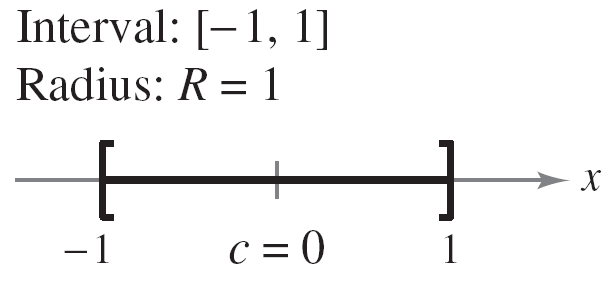 Interval: [−1, 1]
Radius: R = 1
x
−1 c = 0 1